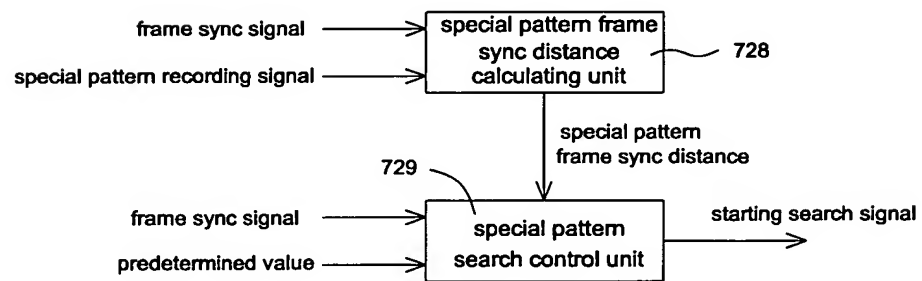 frame sync signal
special pattern recording signal
special pattern frame
sync distance
calculating unit
728
special pattern
frame sync distance
729
frame sync signal
predetermined value
special pattern
search control unit
starting search signal